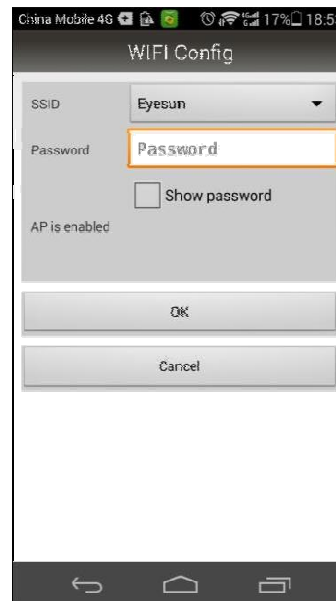 China Mobile 4G 17% 18:5
WIFI Config
SSID Eyesun
Password Password
Show password
AP is enabled
OK
Cancel